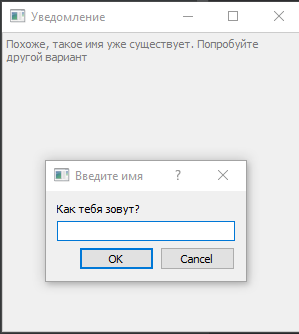 Уведомление
Похоже, такое имя уже существует. Попробуйте
другой вариант
Введите имя
?
Как тебя зовут?
OK
Cancel